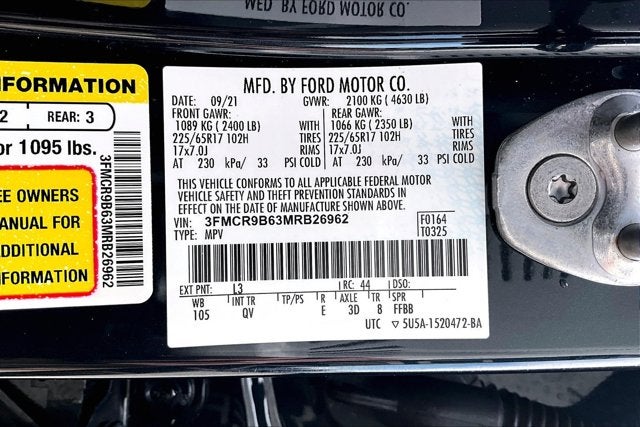 MFD. BY FORD MOTOR CO.
NFORMATION
2 REAR: 3
or 1095 lbs.
EE OWNERS
ANUAL FOR
ADDITIONAL
INFORMATION
3FMCR9B63MRB26962
MFD. BY FORD MOTOR CO.
DATE: 09/21 GVWR: 2100 KG ( 4630 LB)
FRONT GAWR: REAR GAWR:
1089 KG ( 2400 LB) WITH 1066 KG ( 2350 LB) WITH
225/65R17 102H TIRES 225/65R17 102H TIRES
17x7.0J RIMS 17x7.0J RIMS
AT 230 kPa/ 33 PSI COLD AT 230 kPa/ 33 PSI COLD
THIS VEHICLE CONFORMS TO ALL APPLICABLE FEDERAL MOTOR
VEHICLE SAFETY AND THEFT PREVENTION STANDARDS IN
EFFECT ON THE DATE OF MANUFACTURE SHOWN ABOVE.
VIN: 3FMCR9B63MRB26962 F0164
TYPE: MPV T0325
EXT PNT: L3 RC: 44 DSO:
WB INT TR TP/PS R AXLE TR SPR
105 QV E 3D 8 FFBB
UTC ▽5U5A-1520472-BA